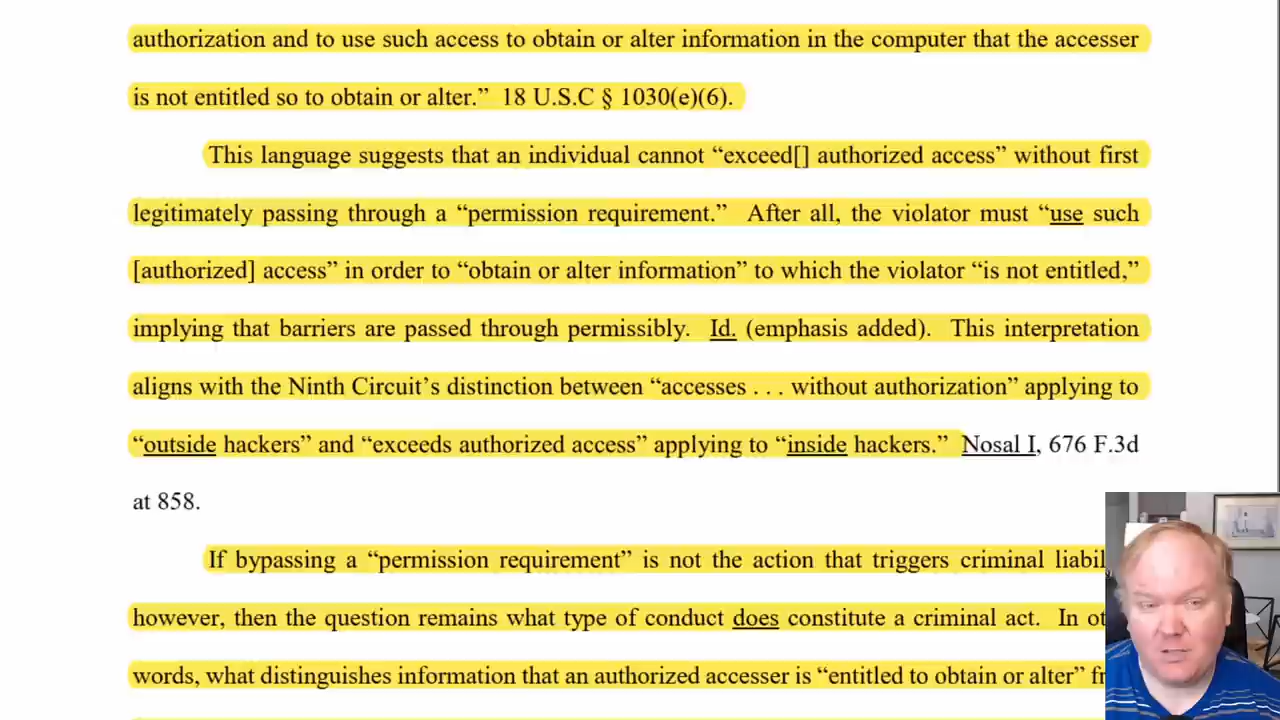 authorization and to use such access to obtain or alter information in the computer that the accesser
is not entitled so to obtain or alter.” 18 U.S.C § 1030(e)(6).
This language suggests that an individual cannot “exceed[] authorized access” without first
legitimately passing through a “permission requirement.” After all, the violator must “use such
[authorized] access” in order to “obtain or alter information” to which the violator “is not entitled,”
implying that barriers are passed through permissibly. Id. (emphasis added). This interpretation
aligns with the Ninth Circuit’s distinction between “accesses . . . without authorization” applying to
“outside hackers” and “exceeds authorized access” applying to “inside hackers.” Nosal I, 676 F.3d
at 858.
If bypassing a “permission requirement” is not the action that triggers criminal
however, then the question remains what type of conduct does constitute a criminal act. In
words, what distinguishes information that an authorized accesser is “entitled to obtain or alter”